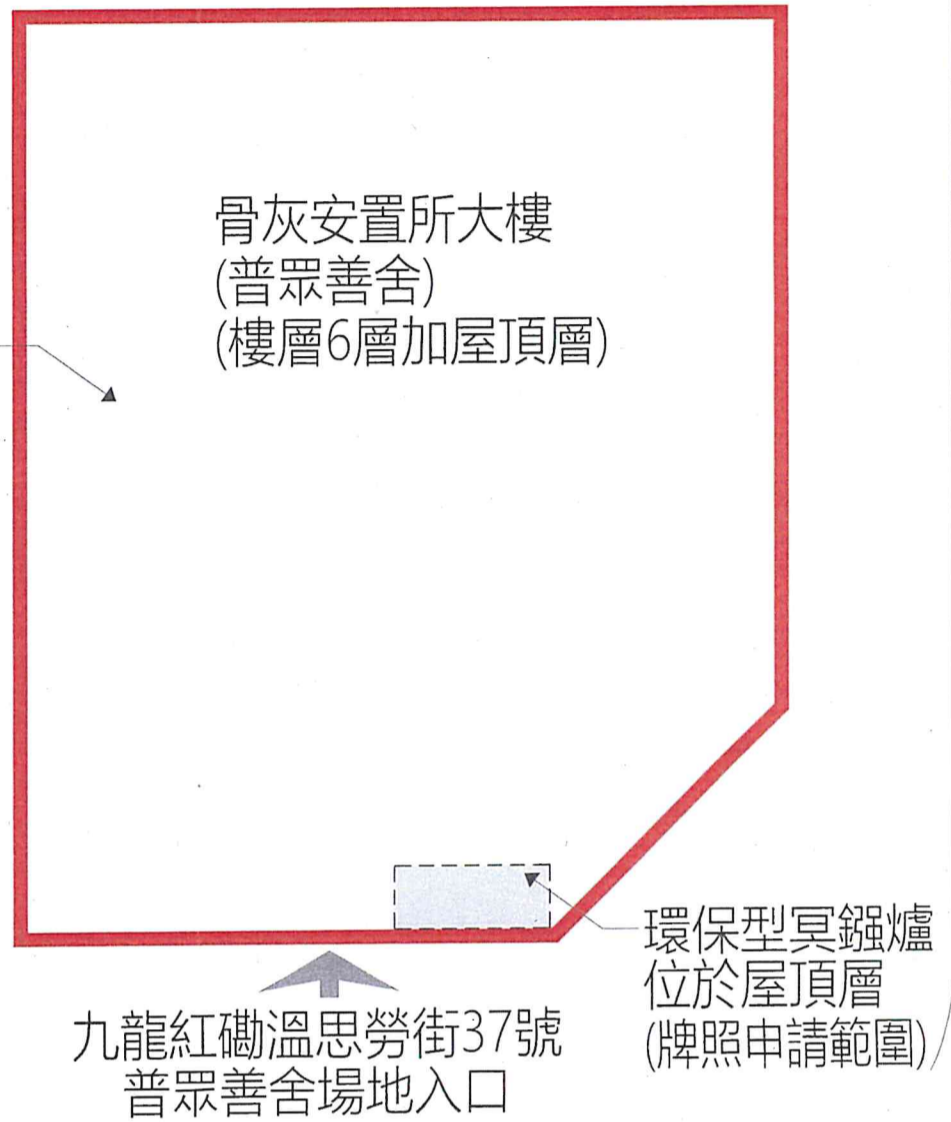 骨灰安置所大樓
(普眾善舍)
(樓層6層加屋頂層)
環保型冥鏹爐
位於屋頂層
(牌照申請範圍)
九龍紅磡溫思勞街37號
普眾善舍場地入口